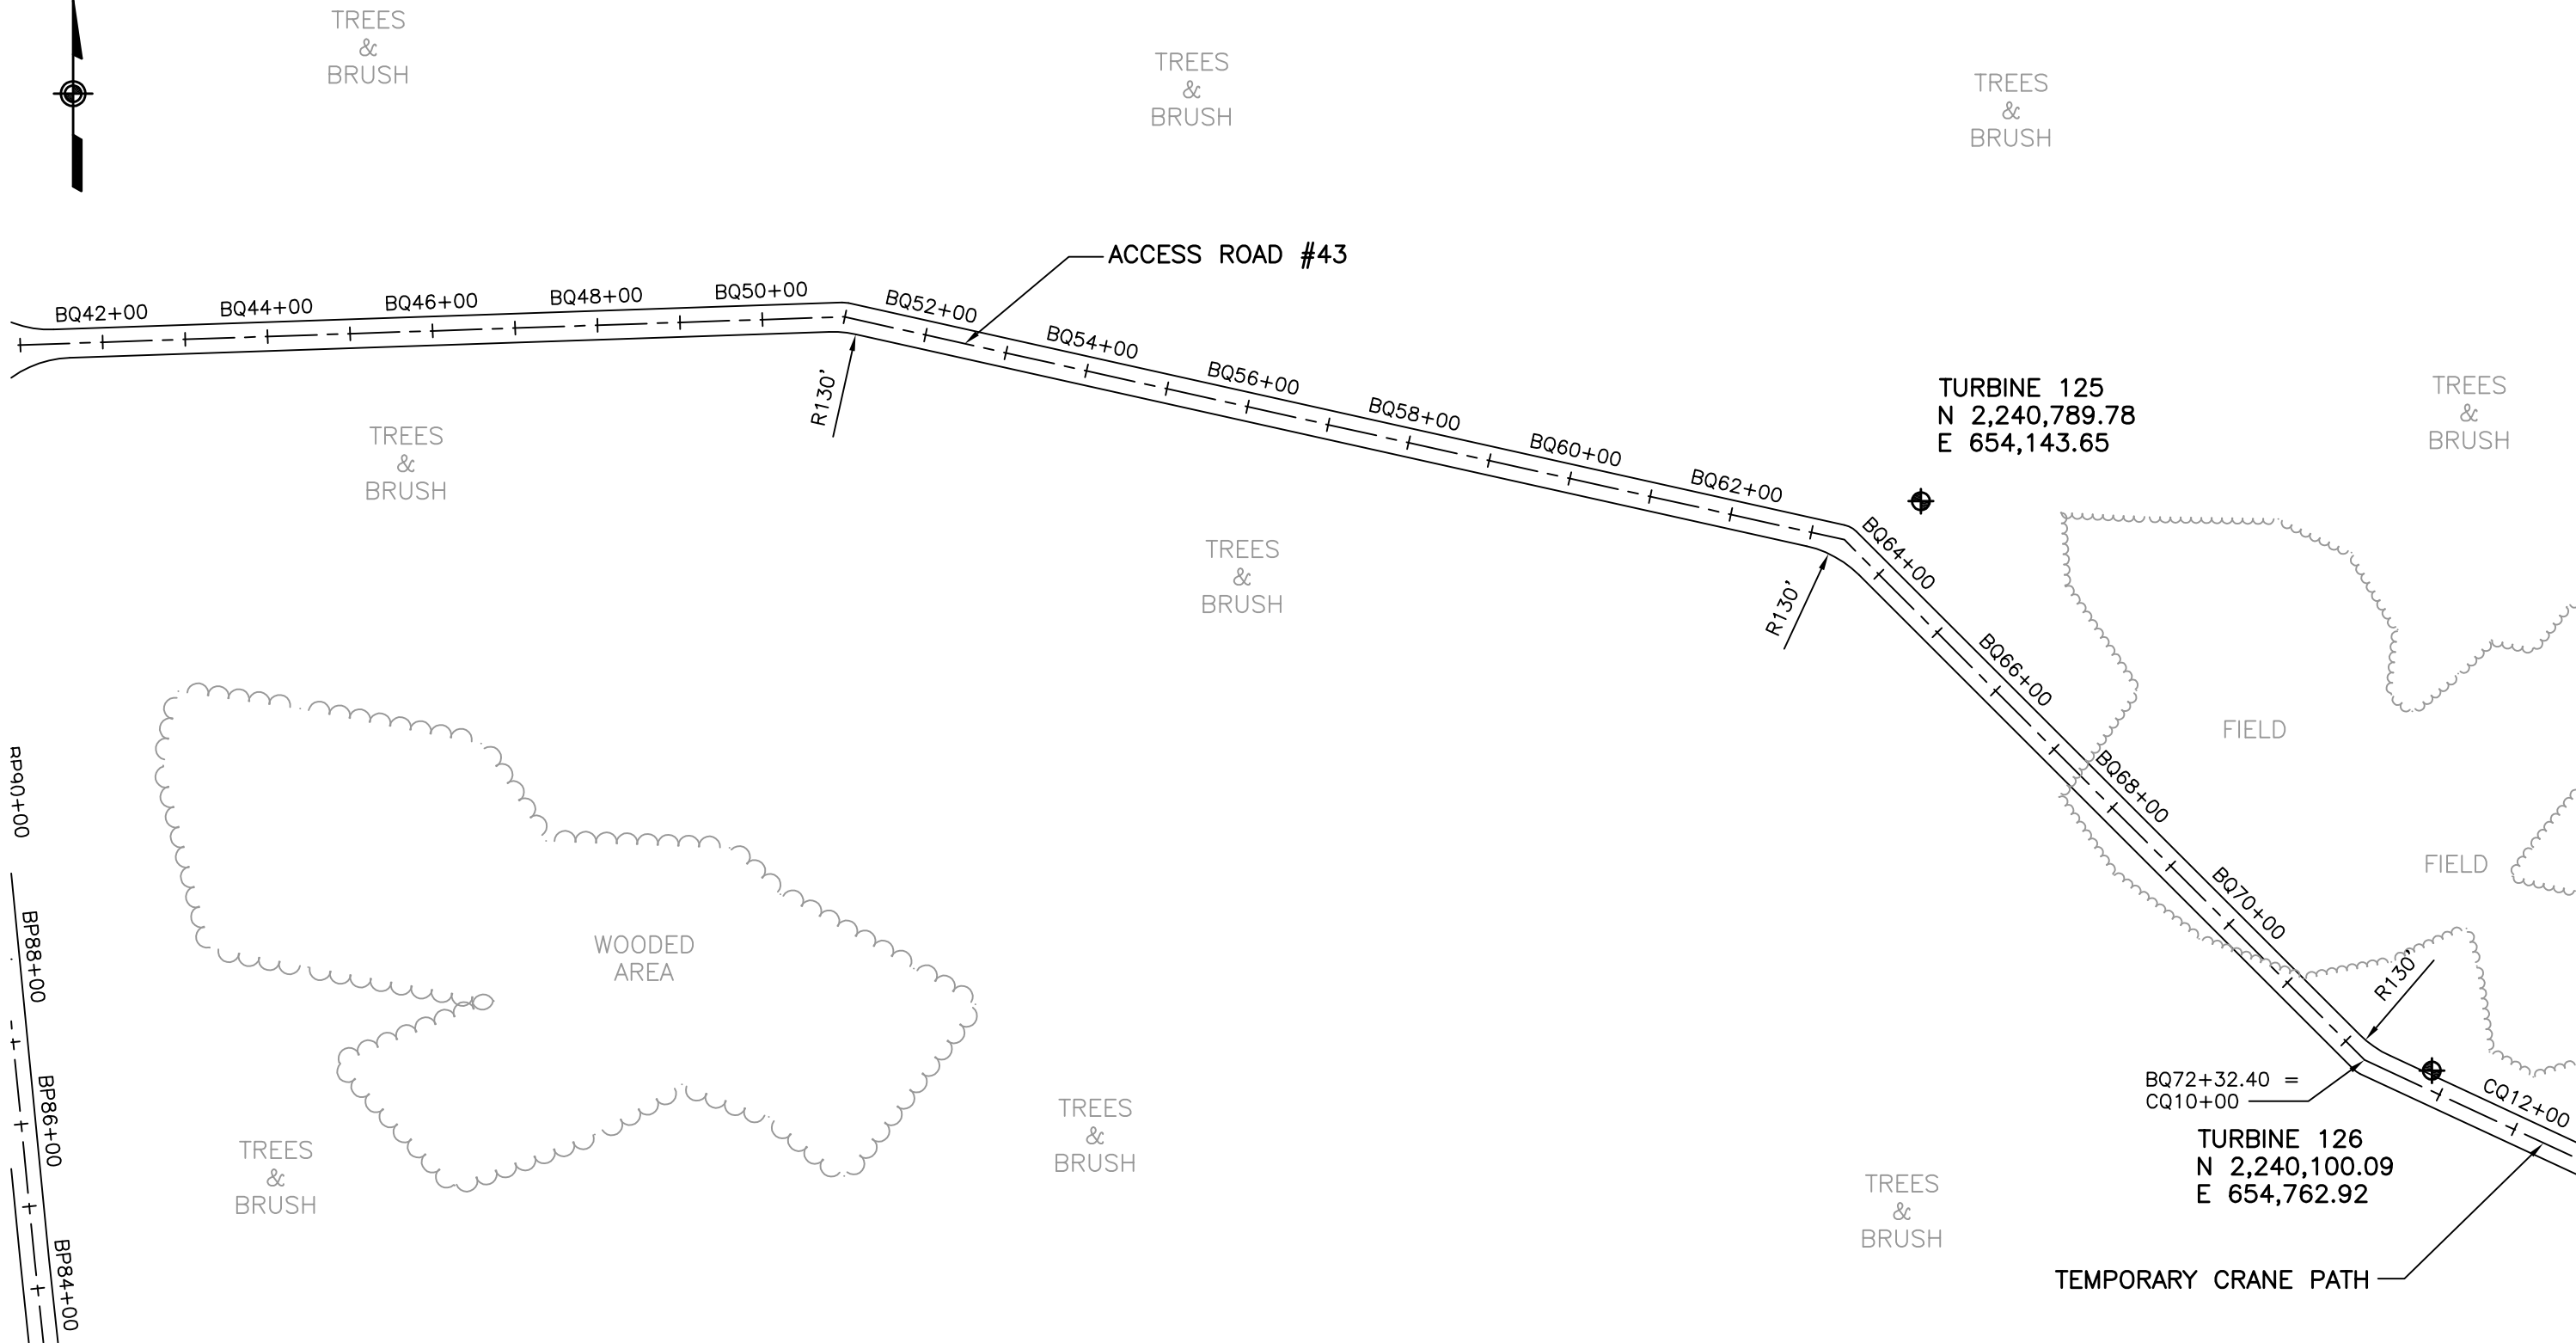 TREES
&
BRUSH
TREES
&
BRUSH
TREES
&
BRUSH
ACCESS ROAD #43
BQ42+00
BQ44+00
BQ46+00
BQ48+00
BQ50+00
BQ52+00
BQ54+00
BQ56+00
BQ58+00
BQ60+00
BQ62+00
BQ64+00
BQ66+00
BQ68+00
BQ70+00
R130'
R130'
R130'
TURBINE 125
N 2,240,789.78
E 654,143.65
TREES
&
BRUSH
TREES
&
BRUSH
TREES
&
BRUSH
FIELD
FIELD
WOODED
AREA
BP90+00
BP88+00
BP86+00
BP84+00
TREES
&
BRUSH
TREES
&
BRUSH
TREES
&
BRUSH
BQ72+32.40 =
CQ10+00
CQ12+00
TURBINE 126
N 2,240,100.09
E 654,762.92
TEMPORARY CRANE PATH